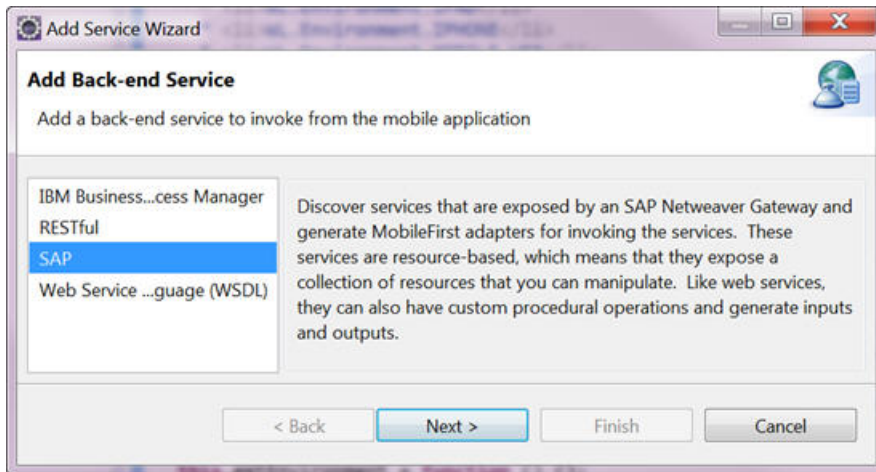 Add Service Wizard
Add Back-end Service
Add a back-end service to invoke from the mobile application
IBM Business...cess Manager
RESTful
SAP
Web Service ...guage (WSDL)
Discover services that are exposed by an SAP Netweaver Gateway and
generate MobileFirst adapters for invoking the services. These
services are resource-based, which means that they expose a
collection of resources that you can manipulate. Like web services,
they can also have custom procedural operations and generate inputs
and outputs.
< Back
Next >
Finish
Cancel